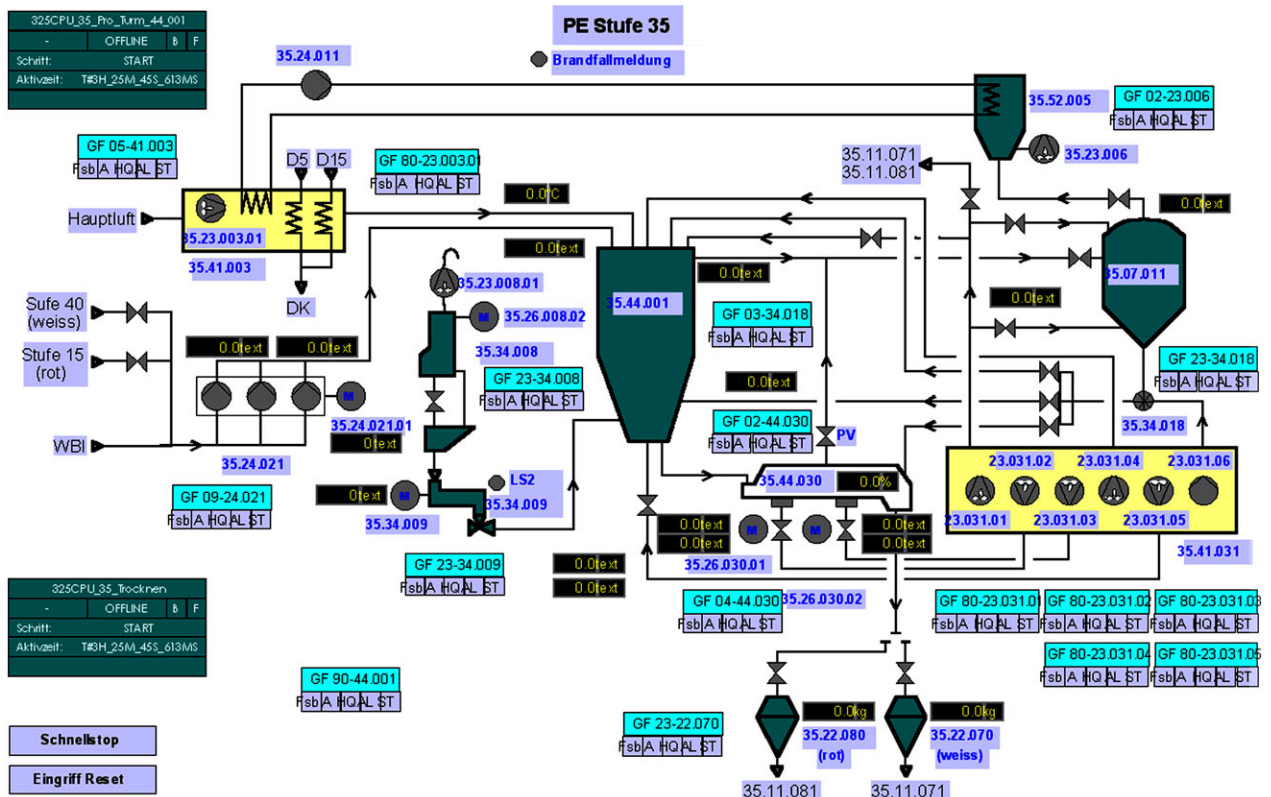 325CPU_35_Pro_Turm_44_001
- OFFLINE B F
Schritt: START
Aktivzeit: T#3H_25M_45S_613MS
PE Stufe 35
Brandfallmeldung
35.24.011
35.52.005
GF 02-23.006
Fsb A HQ AL ST
35.23.006
GF 05-41.003
Fsb A HQ AL ST
D5 D15
GF 80-23.003.01
Fsb A HQ AL ST
35.11.071
35.11.081
0.0°C
0.0text
Hauptluft
35.23.003.01
35.41.003
DK
0.0text
0.0text
35.07.011
35.23.008.01
35.44.001
M
35.26.008.02
0.0text
Sufe 40
(weiss)
Stufe 15
(rot)
GF 03-34.018
Fsb A HQ AL ST
35.34.008
0.0text
0.0text
GF 23-34.018
Fsb A HQ AL ST
GF 23-34.008
Fsb A HQ AL ST
0.0text
M
35.24.021.01
GF 02-44.030
Fsb A HQ AL ST
35.34.018
WBI
0text
PV
35.24.021
23.031.02
23.031.04
23.031.06
35.44.030
0.0%
LS2
GF 09-24.021
Fsb A HQ AL ST
0text
M
35.34.009
35.34.009
23.031.01
23.031.03
23.031.05
0.0text
0.0text
M
M
0.0text
0.0text
35.41.031
35.26.030.01
GF 23-34.009
Fsb A HQ AL ST
0.0text
0.0text
325CPU_35_Trocknen
- OFFLINE B F
Schritt: START
Aktivzeit: T#3H_25M_45S_613MS
GF 04-44.030
Fsb A HQ AL ST
35.26.030.02
GF 80-23.031.01
Fsb A HQ AL ST
GF 80-23.031.02
Fsb A HQ AL ST
GF 80-23.031.03
Fsb A HQ AL ST
GF 80-23.031.04
Fsb A HQ AL ST
GF 80-23.031.05
Fsb A HQ AL ST
GF 90-44.001
Fsb A HQ AL ST
GF 23-22.070
Fsb A HQ AL ST
0.0kg
0.0kg
35.22.080
(rot)
35.22.070
(weiss)
Schnellstop
Eingriff Reset
35.11.081
35.11.071